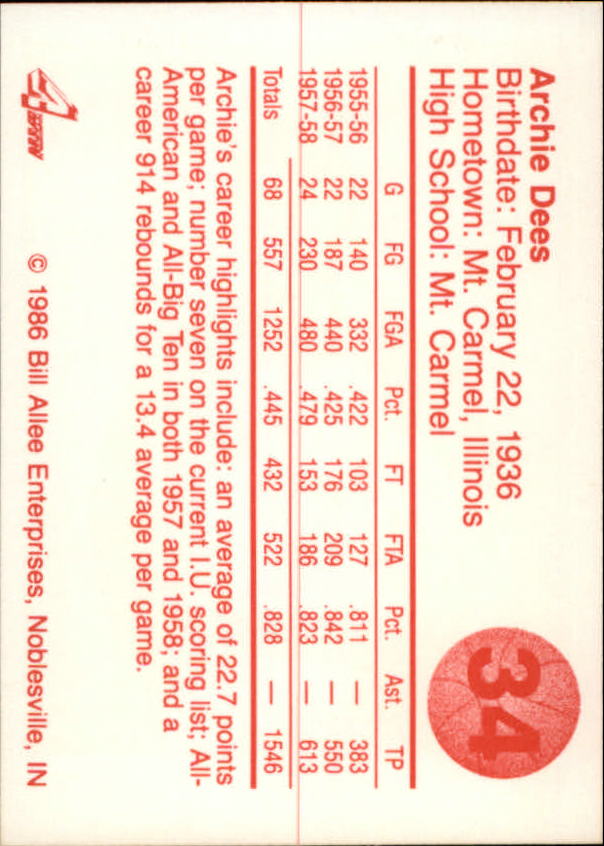 Archie Dees
Birthdate: February 22, 1936
Hometown: Mt. Carmel, Illinois
High School: Mt. Carmel
34
G FG FGA Pct. FT FTA Pct. Ast. TP
1955-56 22 140 332 .422 103 127 .811 — 383
1956-57 22 187 440 .425 176 209 .842 — 550
1957-58 24 230 480 .479 153 186 .823 — 613
Totals 68 557 1252 .445 432 522 .828 — 1546
Archie's career highlights include: an average of 22.7 points
per game; number seven on the current I.U. scoring list; All-
American and All-Big Ten in both 1957 and 1958; and a
career 914 rebounds for a 13.4 average per game.
© 1986 Bill Allee Enterprises, Noblesville, IN